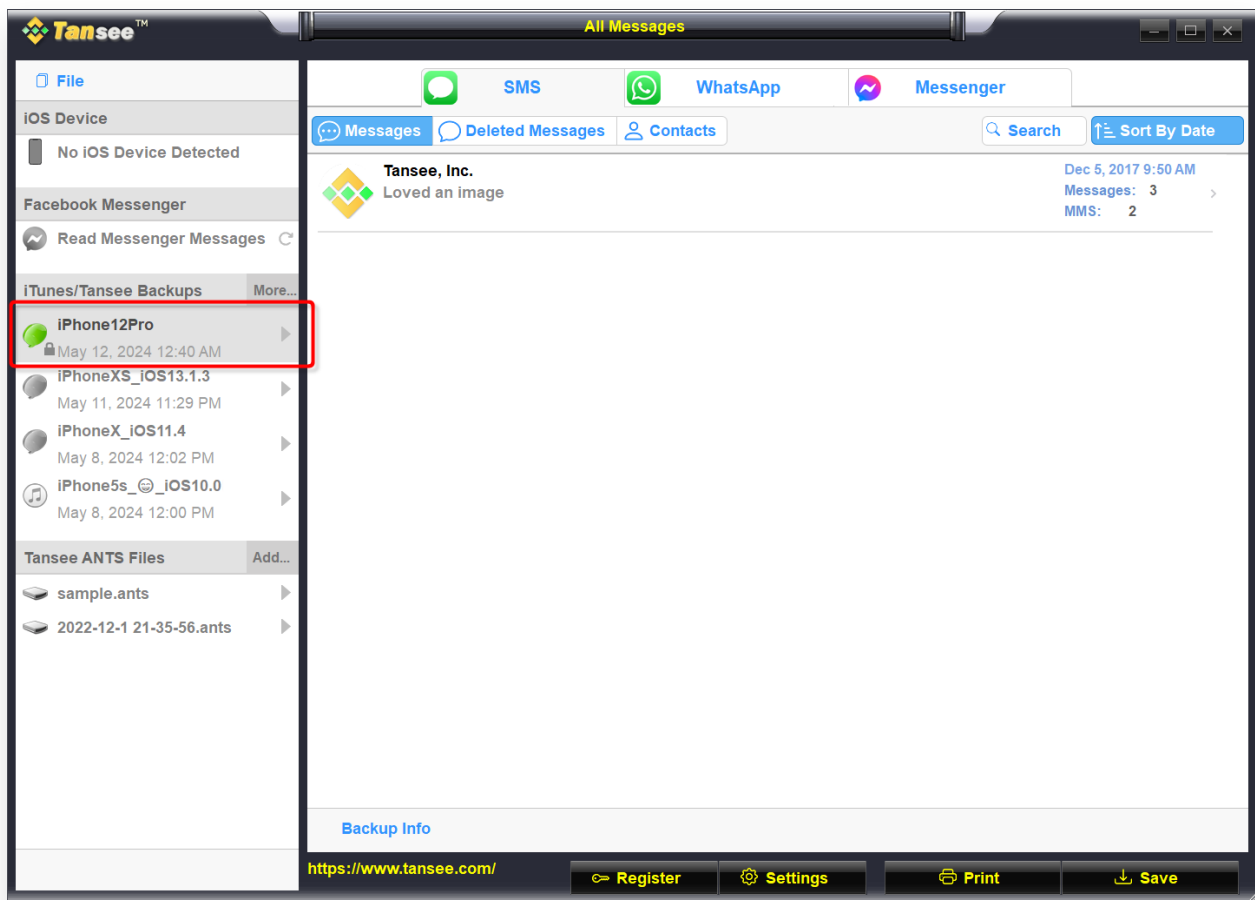 Tansee™
All Messages
File
iOS Device
No iOS Device Detected
Facebook Messenger
Read Messenger Messages
iTunes/Tansee Backups More...
iPhone12Pro
May 12, 2024 12:40 AM
iPhoneXS_iOS13.1.3
May 11, 2024 11:29 PM
iPhoneX_iOS11.4
May 8, 2024 12:02 PM
iPhone5s_😄_iOS10.0
May 8, 2024 12:00 PM
Tansee ANTS Files Add...
sample.ants
2022-12-1 21-35-56.ants
SMS WhatsApp Messenger
Messages Deleted Messages Contacts Search Sort By Date
Tansee, Inc. Dec 5, 2017 9:50 AM
Loved an image Messages: 3
MMS: 2
Backup Info
https://www.tansee.com/ Register Settings Print Save